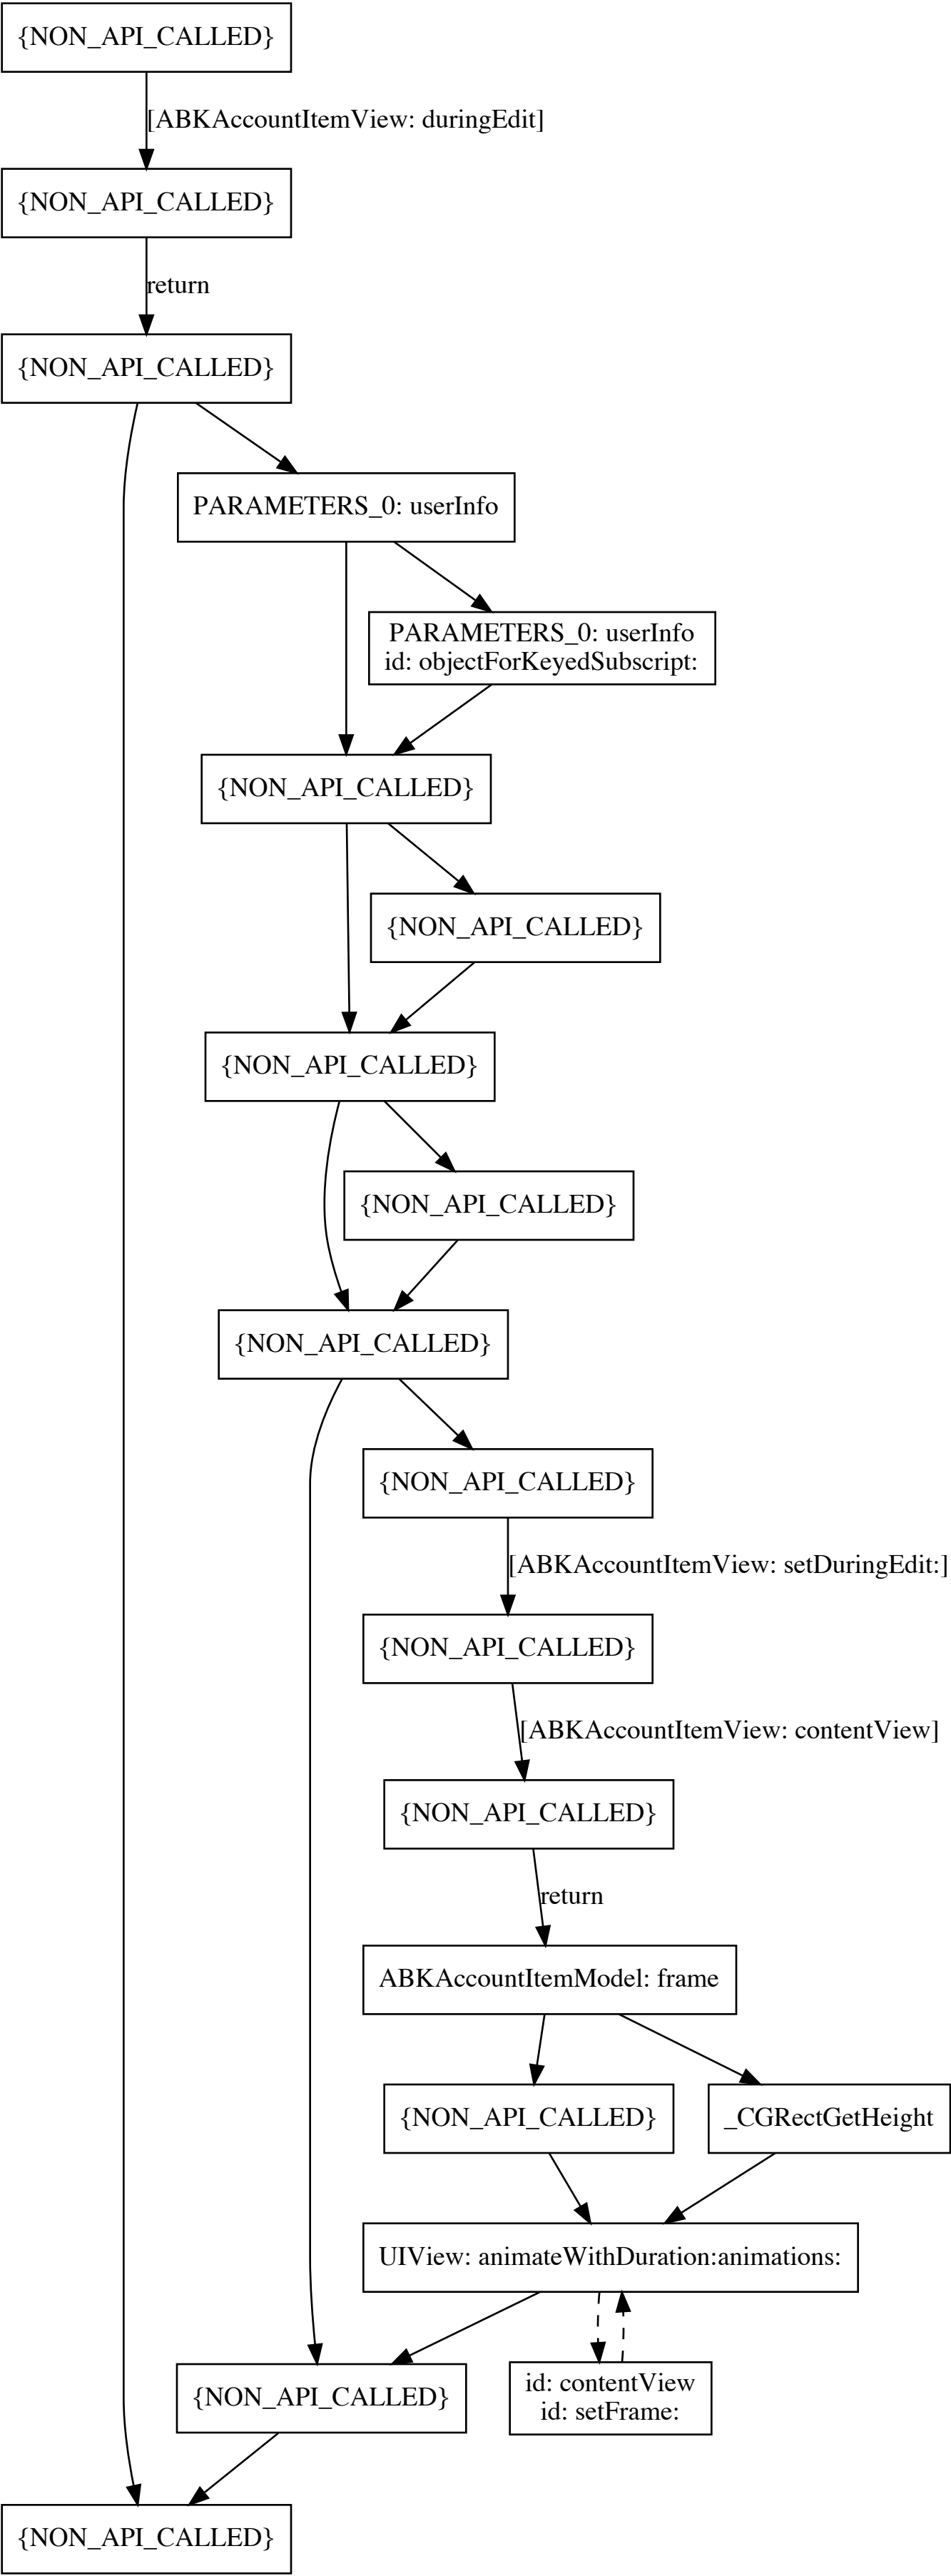 {NON_API_CALLED}
[ABKAccountItemView: duringEdit]
{NON_API_CALLED}
return
{NON_API_CALLED}
PARAMETERS_0: userInfo
PARAMETERS_0: userInfo
id: objectForKeyedSubscript:
{NON_API_CALLED}
{NON_API_CALLED}
{NON_API_CALLED}
{NON_API_CALLED}
{NON_API_CALLED}
{NON_API_CALLED}
[ABKAccountItemView: setDuringEdit:]
{NON_API_CALLED}
[ABKAccountItemView: contentView]
{NON_API_CALLED}
return
ABKAccountItemModel: frame
{NON_API_CALLED}
_CGRectGetHeight
UIView: animateWithDuration:animations:
{NON_API_CALLED}
id: contentView
id: setFrame:
{NON_API_CALLED}